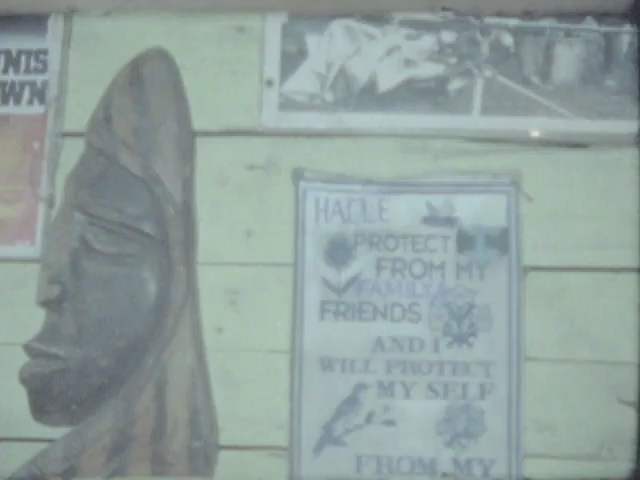 NIS
WN
HAILE
PROTECT
FROM MY
FAMILY &
FRIENDS
AND I
WILL PROTECT
MY SELF
FROM MY